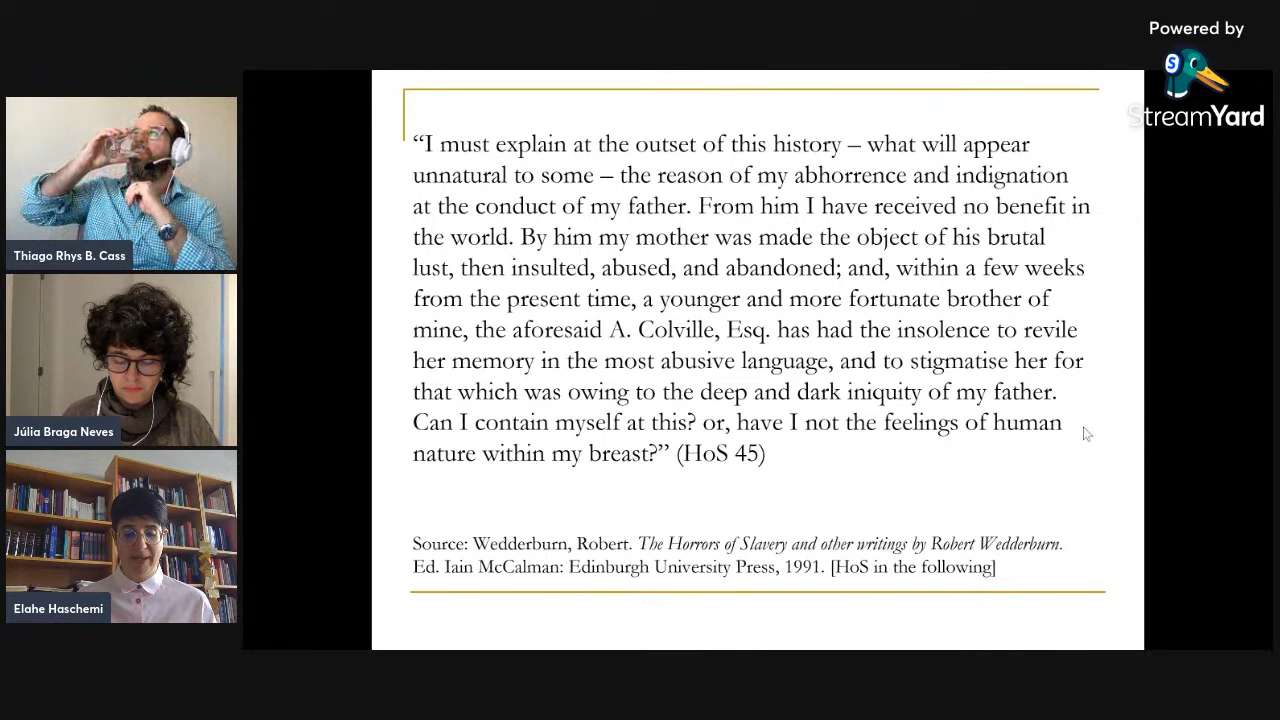 Powered by
S
StreamYard
“I must explain at the outset of this history – what will appear
unnatural to some – the reason of my abhorrence and indignation
at the conduct of my father. From him I have received no benefit in
the world. By him my mother was made the object of his brutal
lust, then insulted, abused, and abandoned; and, within a few weeks
from the present time, a younger and more fortunate brother of
mine, the aforesaid A. Colville, Esq. has had the insolence to revile
her memory in the most abusive language, and to stigmatise her for
that which was owing to the deep and dark iniquity of my father.
Can I contain myself at this? or, have I not the feelings of human
nature within my breast?” (HoS 45)
Source: Wedderburn, Robert. The Horrors of Slavery and other writings by Robert Wedderburn.
Ed. Iain McCalman: Edinburgh University Press, 1991. [HoS in the following]
Thiago Rhys B. Cass
Júlia Braga Neves
Elahe Haschemi